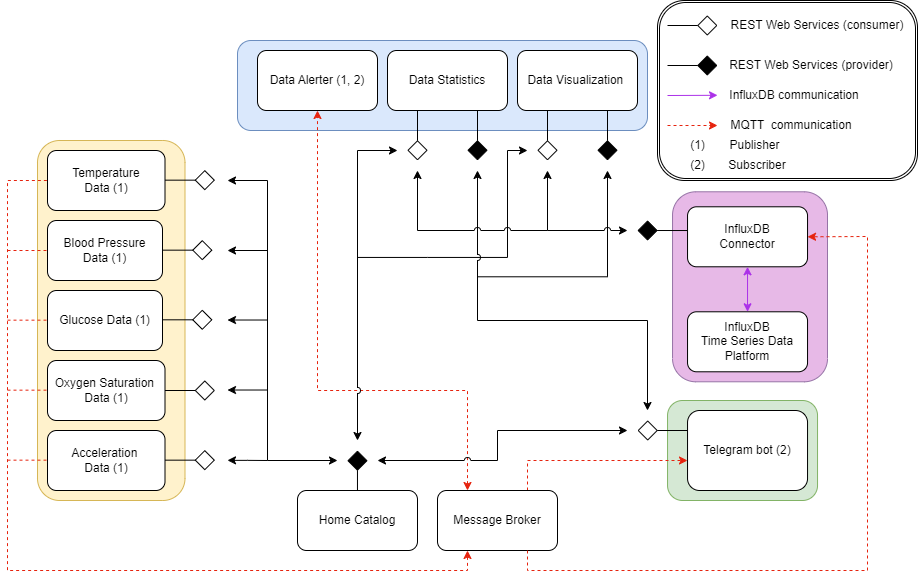 REST Web Services (consumer)
REST Web Services (provider)
InfluxDB communication
MQTT communication
(1) Publisher
(2) Subscriber
Data Alerter (1, 2)
Data Statistics
Data Visualization
Temperature
Data (1)
Blood Pressure
Data (1)
Glucose Data (1)
Oxygen Saturation
Data (1)
Acceleration
Data (1)
InfluxDB
Connector
InfluxDB
Time Series Data
Platform
Telegram bot (2)
Home Catalog
Message Broker